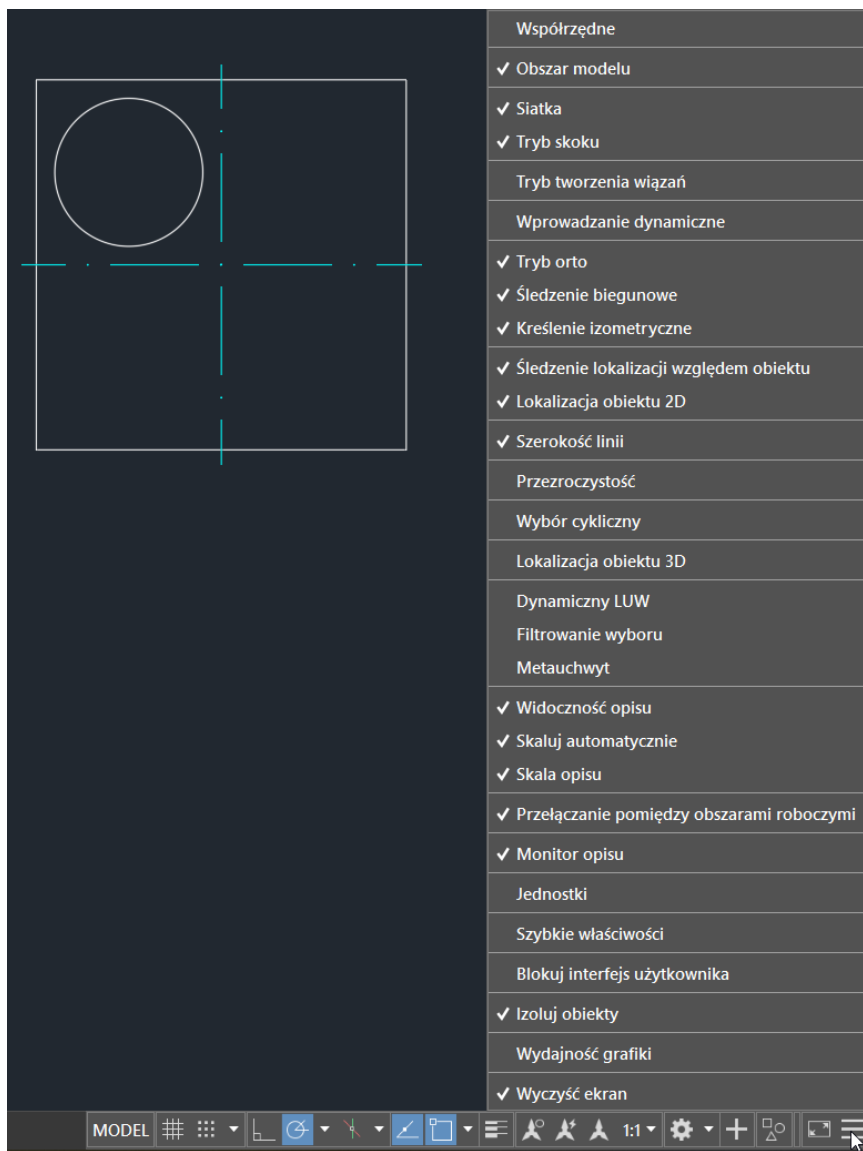 Współrzędne
Obszar modelu
Siatka
Tryb skoku
Tryb tworzenia wiązań
Wprowadzanie dynamiczne
Tryb orto
Śledzenie biegunowe
Kreślenie izometryczne
Śledzenie lokalizacji względem obiektu
Lokalizacja obiektu 2D
Szerokość linii
Przezroczystość
Wybór cykliczny
Lokalizacja obiektu 3D
Dynamiczny LUW
Filtrowanie wyboru
Metauchwyt
Widoczność opisu
Skaluj automatycznie
Skala opisu
Przełączanie pomiędzy obszarami roboczymi
Monitor opisu
Jednostki
Szybkie właściwości
Blokuj interfejs użytkownika
Izoluj obiekty
Wydajność grafiki
Wyczyść ekran
MODEL 1:1